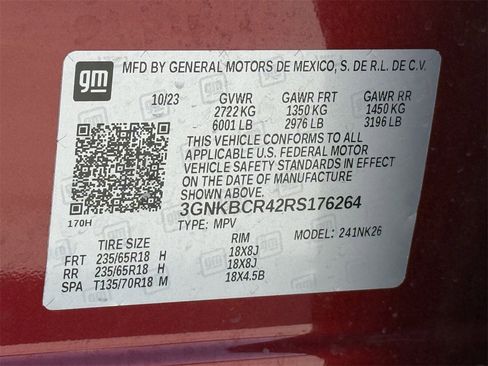 gm
MFD BY GENERAL MOTORS DE MEXICO, S. DE R.L. DE C.V.
10/23 GVWR GAWR FRT GAWR RR
2722 KG 1350 KG 1450 KG
6001 LB 2976 LB 3196 LB
THIS VEHICLE CONFORMS TO ALL
APPLICABLE U.S. FEDERAL MOTOR
VEHICLE SAFETY STANDARDS IN EFFECT
ON THE DATE OF MANUFACTURE
SHOWN ABOVE.
3GNKBCR42RS176264
170H
TYPE: MPV MODEL: 241NK26
TIRE SIZE RIM
FRT 235/65R18 H 18X8J
RR 235/65R18 H 18X8J
SPA T135/70R18 M 18X4.5B